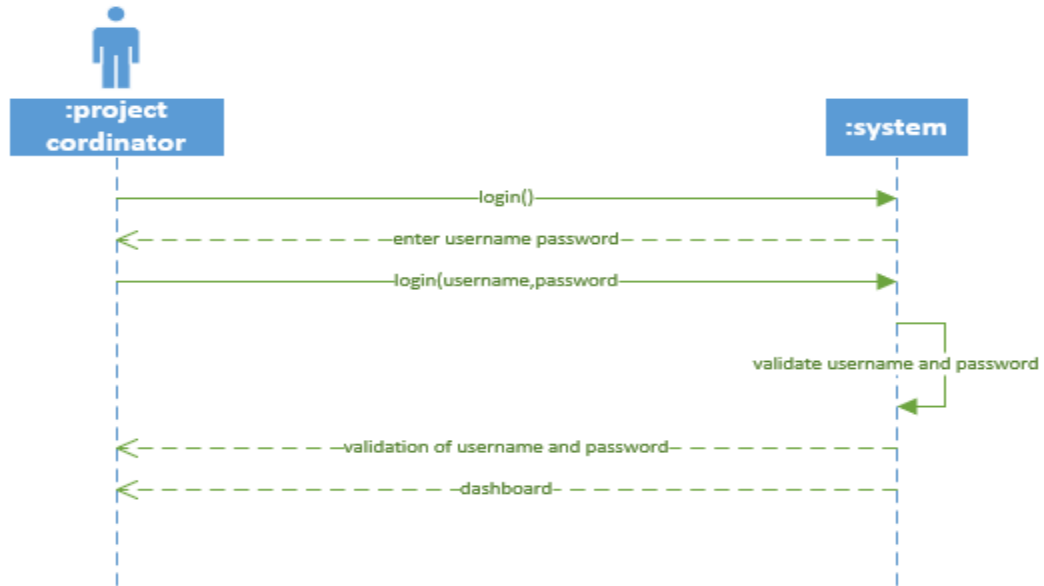 :project
cordinator
:system
login()
enter username password
login(username,password
validate username and password
validation of username and password
dashboard